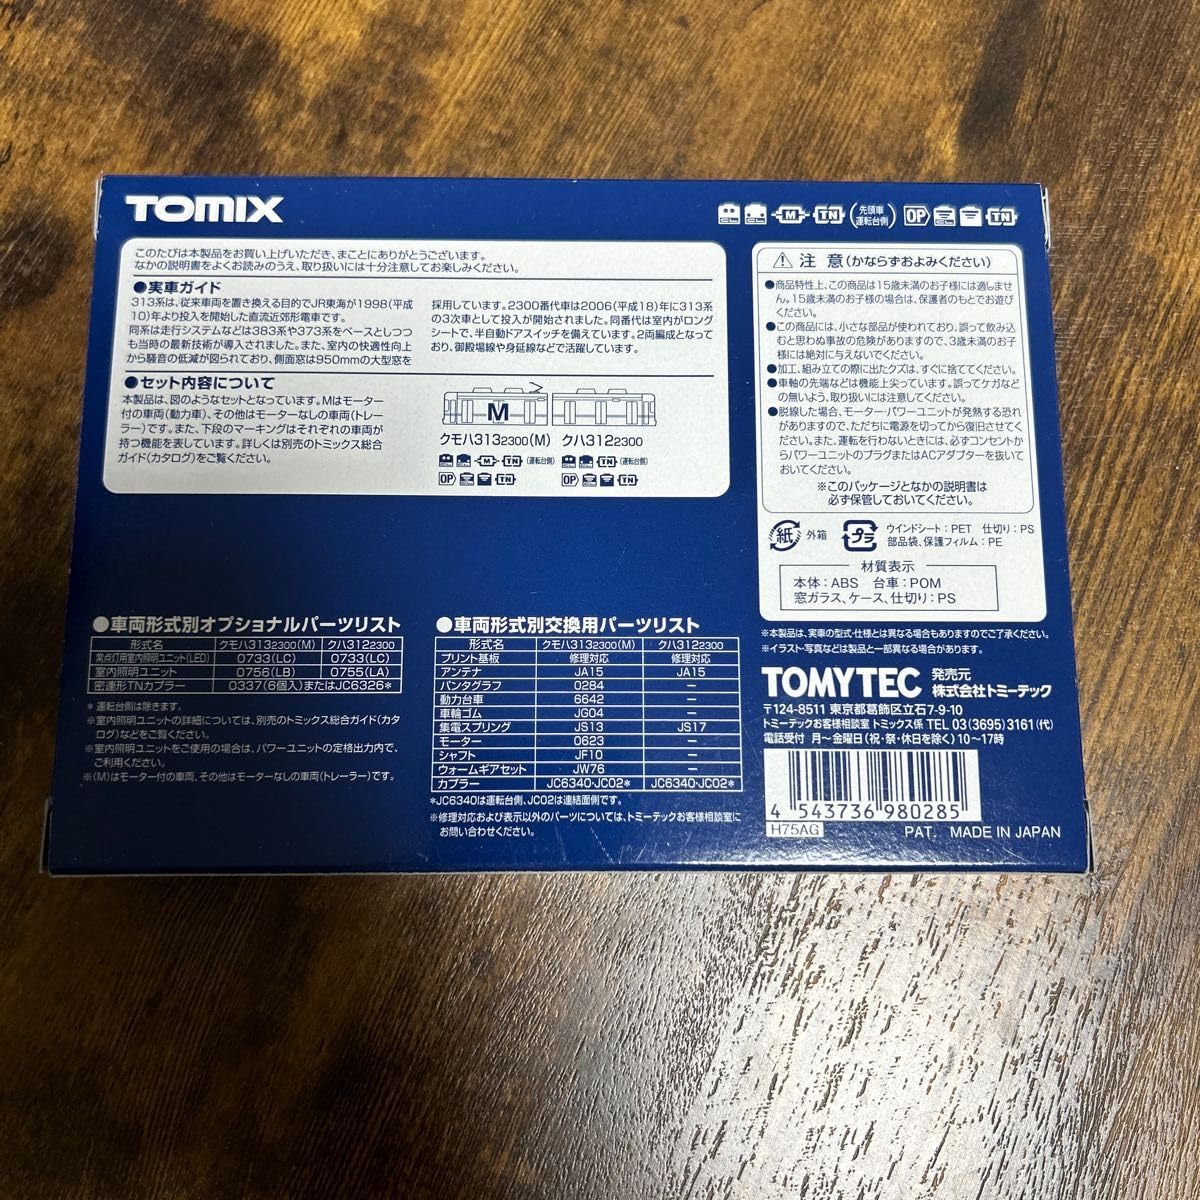 TOMIX
CL M TN (先頭車運転台側) OP CL TN
このたびは本製品をお買い上げいただき、まことにありがとうございます。
なかの説明書をよくお読みのうえ、取り扱いには十分注意してお楽しみください。
●実車ガイド
313系は、従来車両を置き換える目的でJR東海が1998(平成
10)年より投入を開始した直流近郊形電車です。
同系は走行システムなどは383系や373系をベースとしつつ
も当時の最新技術が導入されました。また、室内の快適性向上
から騒音の低減が図られており、側面窓は950mmの大型窓を
採用しています。2300番代車は2006(平成18)年に313系
の3次車として投入が開始されました。同番代は室内がロング
シートで、半自動ドアスイッチを備えています。2両編成となって
おり、御殿場線や身延線などで活躍しています。
●セット内容について
本製品は、図のようなセットとなっています。Mはモーター
付の車両(動力車)、その他はモーターなしの車両(トレー
ラー)です。また、下段のマーキングはそれぞれの車両が
持つ機能を表しています。詳しくは別売のトミックス総合
ガイド(カタログ)をご覧ください。
M
クモハ3132300(M) クハ3122300
CL M TN (運転台側) CL TN (運転台側)
OP CL TN OP CL TN
⚠ 注 意(かならずおよみください)
●商品特性上、この商品は15歳未満のお子様には適しませ
ん。15歳未満のお子様の場合は、保護者のもとでお遊び
ください。
●この商品には、小さな部品が使われており、誤って飲み込
むと思わぬ事故の危険がありますので、3歳未満のお子
様には絶対に与えないでください。
●加工、組み立ての際に出たクズは、すぐに捨ててください。
●車軸の先端などは機能上尖っています。誤ってケガなど
の無いよう、取り扱いには注意してください。
●脱線した場合、モーター・パワーユニットが発熱する恐れ
がありますので、ただちに電源を切ってから復旧させてく
ださい。また、運転を行わないときには、必ずコンセントか
らパワーユニットのプラグまたはACアダプターを抜いて
おいてください。
※このパッケージとなかの説明書は
必ず保管しておいてください。
紙 外箱 プラ ウインドシート：PET 仕切り：PS
部品袋、保護フィルム：PE
材質表示
本体：ABS 台車：POM
窓ガラス、ケース、仕切り：PS
※本製品は、実車の型式・仕様とは異なる場合もありますのでご了承ください。
※イラスト・写真などは製品と一部異なる場合があります。
●車両形式別オプショナルパーツリスト
形式名 クモハ3132300(M) クハ3122300
常点灯用室内照明ユニット(LED) 0733(LC) 0733(LC)
室内照明ユニット 0756(LB) 0755(LA)
密連形TNカプラー 0337(6個入)またはJC6326*
* 運転台側は除きます。
※室内照明ユニットの詳細については、別売のトミックス総合ガイド(カタ
ログ)などをご覧ください。
※室内照明ユニットをご使用の場合は、パワーユニットの定格出力内で、
ご利用ください。
※(M)はモーター付の車両、その他はモーターなしの車両(トレーラー)です。
●車両形式別交換用パーツリスト
形式名 クモハ3132300(M) クハ3122300
プリント基板 修理対応 修理対応
アンテナ JA15 JA15
パンタグラフ 0284 ー
動力台車 6642 ー
車輪ゴム JG04 ー
集電スプリング JS13 JS17
モーター 0623 ー
シャフト JF10 ー
ウォームギアセット JW76 ー
カプラー JC6340・JC02* JC6340・JC02*
*JC6340は運転台側、JC02は連結面側です。
※修理対応および表示以外のパーツについては、トミーテックお客様相談室に
お問い合わせください。
TOMYTEC 発売元 株式会社トミーテック
〒124-8511 東京都葛飾区立石7-9-10
トミーテックお客様相談室 トミックス係 TEL 03(3695)3161(代)
電話受付 月〜金曜日(祝・祭・休日を除く)10〜17時
4 543736 980285
H75AG
PAT. MADE IN JAPAN